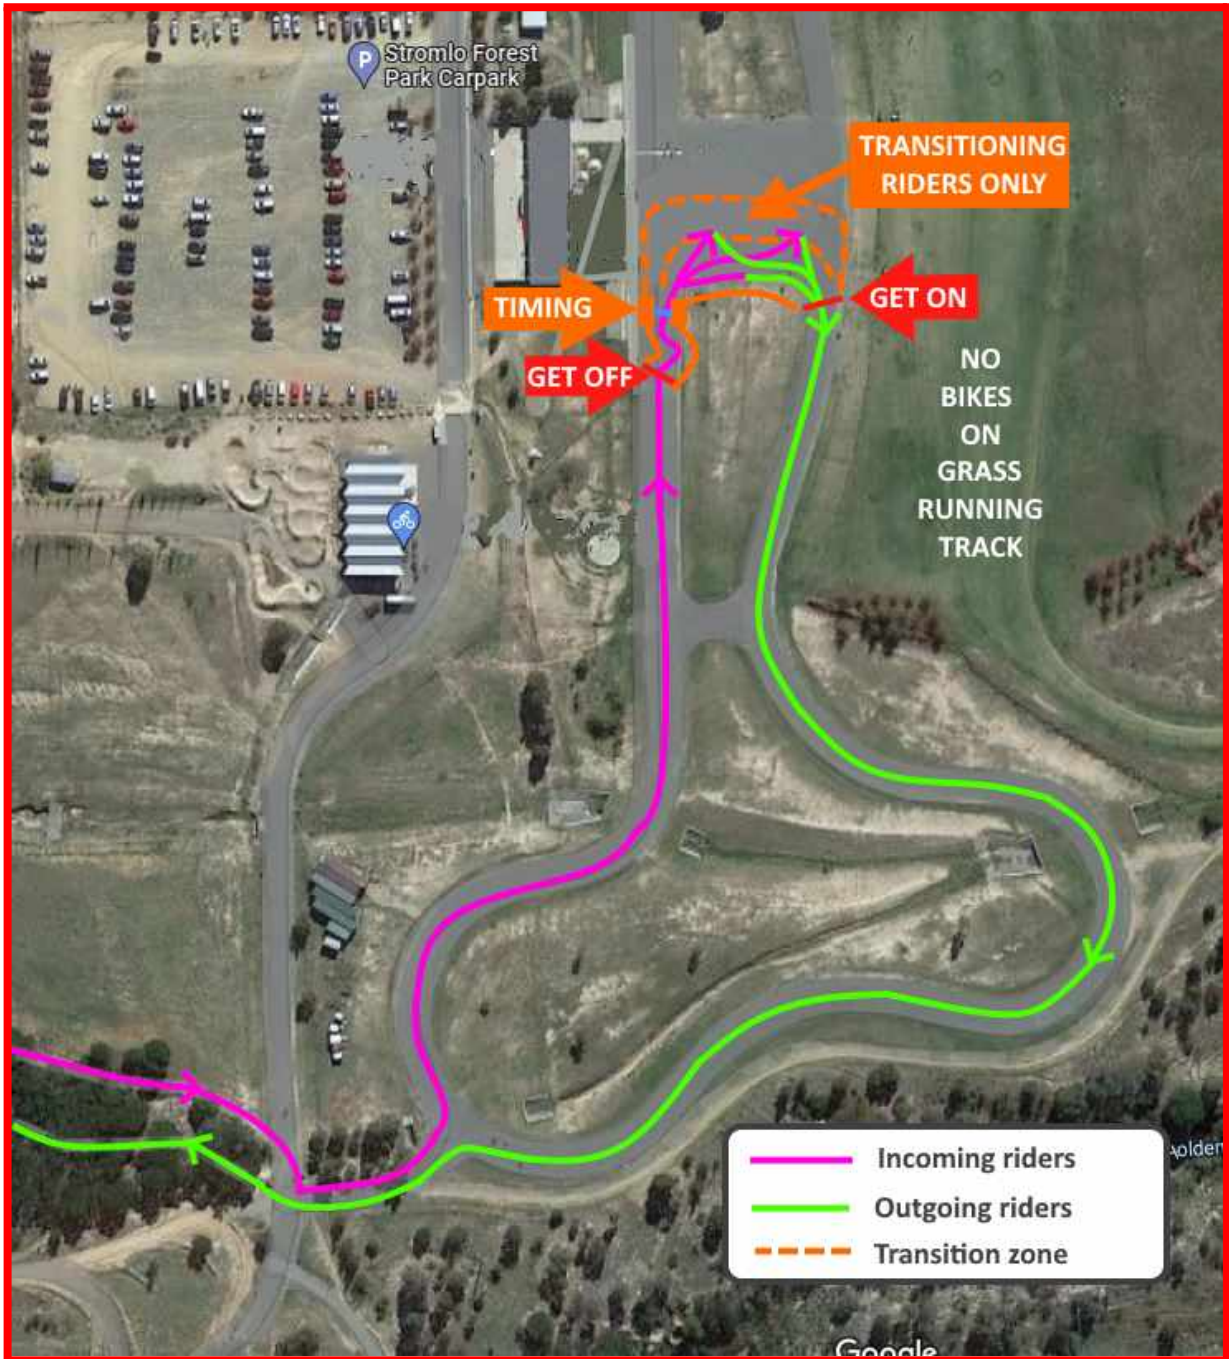 Stromlo Forest
Park Carpark
P
TRANSITIONING
RIDERS ONLY
TIMING
GET ON
GET OFF
NO
BIKES
ON
GRASS
RUNNING
TRACK
Incoming riders
Outgoing riders
Transition zone
Google